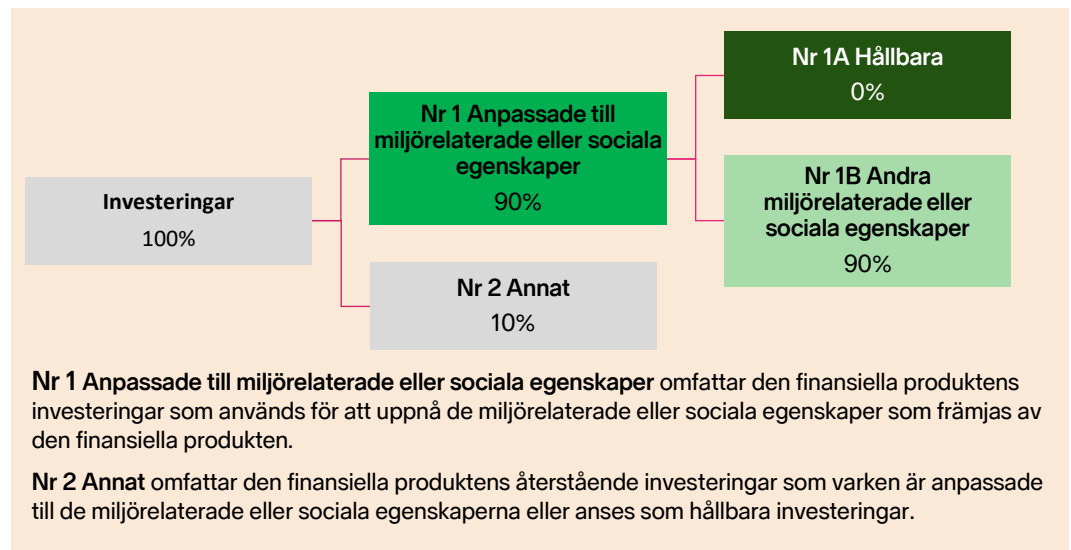 Investeringar
100%
Nr 1 Anpassade till
miljörelaterade eller sociala
egenskaper
90%
Nr 2 Annat
10%
Nr 1A Hållbara
0%
Nr 1B Andra
miljörelaterade eller
sociala egenskaper
90%
Nr 1 Anpassade till miljörelaterade eller sociala egenskaper omfattar den finansiella produktens
investeringar som används för att uppnå de miljörelaterade eller sociala egenskaper som främjas av
den finansiella produkten.
Nr 2 Annat omfattar den finansiella produktens återstående investeringar som varken är anpassade
till de miljörelaterade eller sociala egenskaperna eller anses som hållbara investeringar.